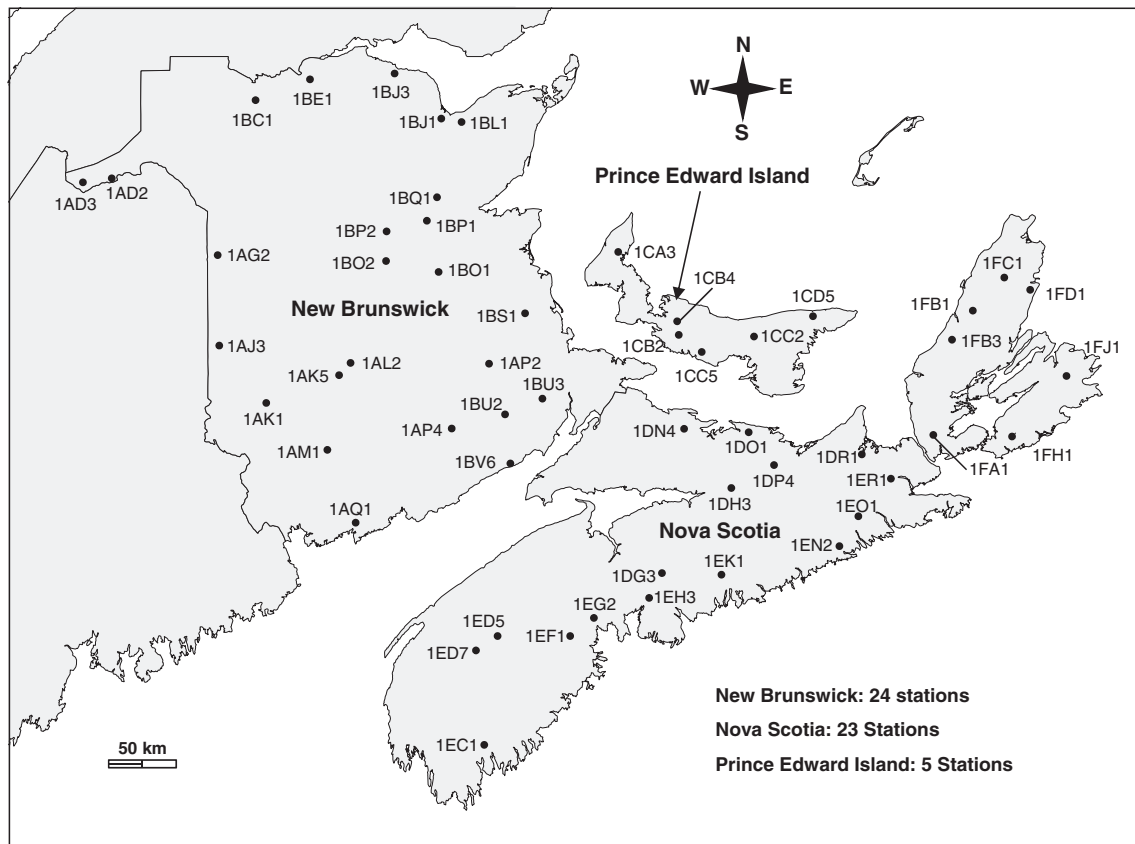 N
W E
S
1BE1
1BJ3
1BC1
1BJ1
1BL1
1AD3
1AD2
Prince Edward Island
1BQ1
1BP2
1BP1
1AG2
1BO2
1BO1
New Brunswick
1BS1
1CA3
1CB4
1CD5
1CB2
1CC2
1CC5
1FC1
1FD1
1FB1
1FB3
1FJ1
1AJ3
1AL2
1AK5
1AP2
1BU3
1AK1
1BU2
1AP4
1AM1
1BV6
1AQ1
1DN4
1DO1
1DR1
1DP4
1ER1
1FA1
1FH1
1DH3
1EO1
Nova Scotia
1EN2
1DG3
1EK1
1EH3
1EG2
1ED5
1EF1
1ED7
1EC1
New Brunswick: 24 stations
Nova Scotia: 23 Stations
Prince Edward Island: 5 Stations
50 km